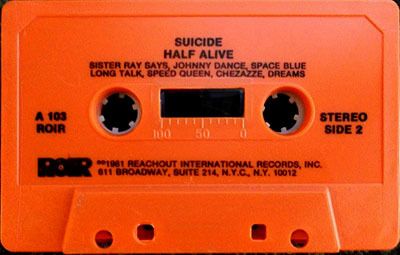 SUICIDE
HALF ALIVE
SISTER RAY SAYS, JOHNNY DANCE, SPACE BLUE
LONG TALK, SPEED QUEEN, CHEZAZZE, DREAMS
A 103
ROIR
STEREO
SIDE 2
100 50 0
ROIR
℗©1981 REACHOUT INTERNATIONAL RECORDS, INC.
611 BROADWAY, SUITE 214, N.Y.C., N.Y. 10012